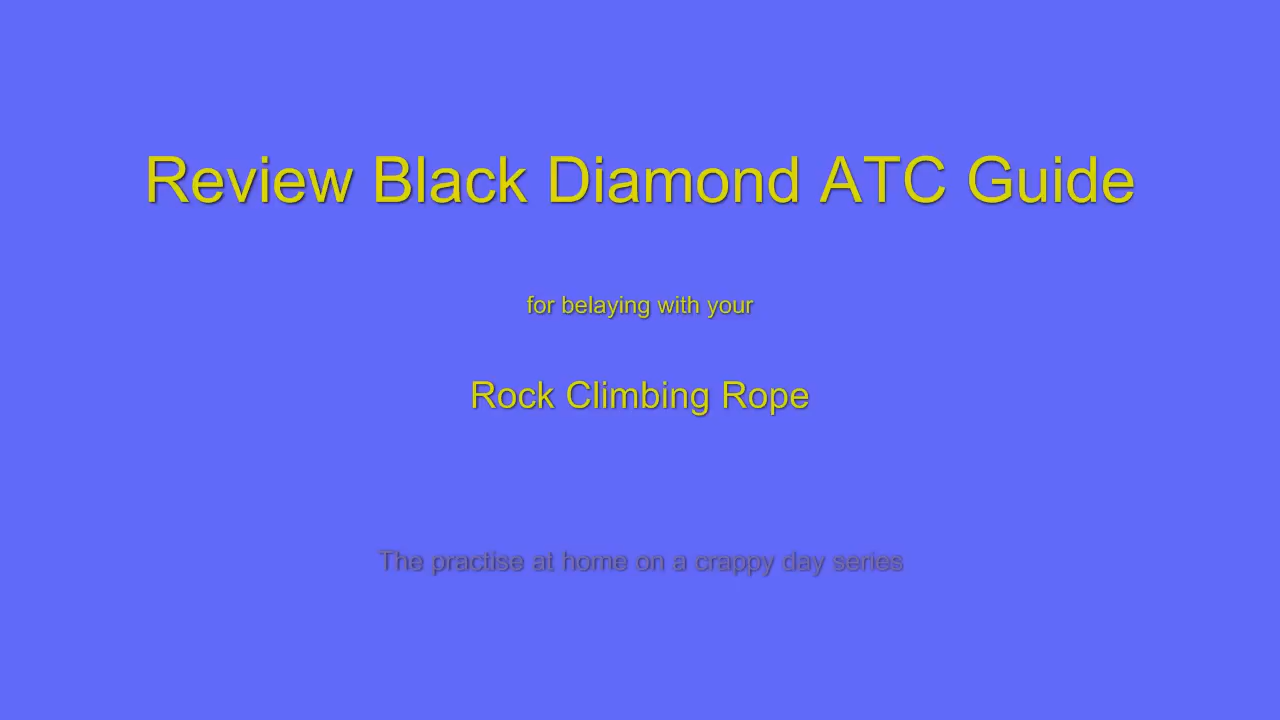 Review Black Diamond ATC Guide
for belaying with your
Rock Climbing Rope
The practise at home on a crappy day series